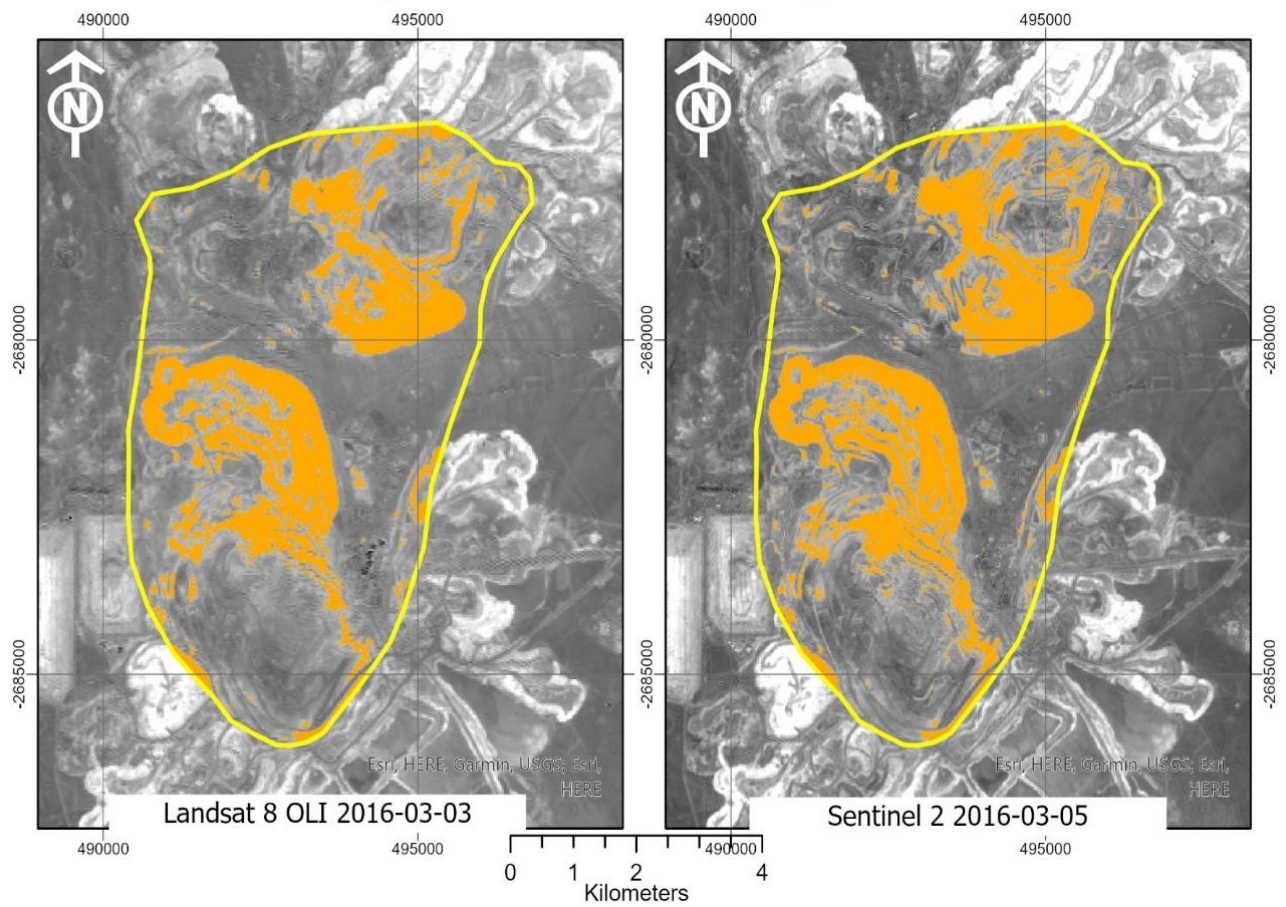 490000 495000 490000 495000
N N
-2680000 -2680000
-2685000 -2685000
Esri, HERE, Garmin, USGS; Esri, Esri, HERE, Garmin, USGS; Esri,
HERE HERE
Landsat 8 OLI 2016-03-03 Sentinel 2 2016-03-05
490000 495000 490000 495000
0 1 2 4
Kilometers